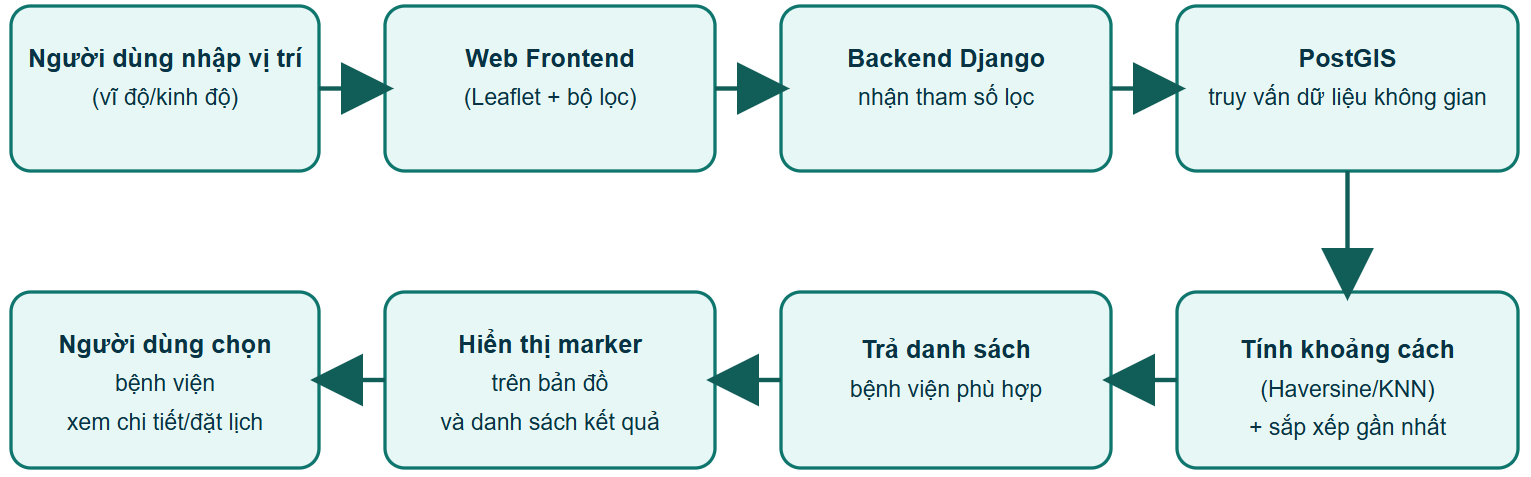 Người dùng nhập vị trí
(vĩ độ/kinh độ)
Web Frontend
(Leaflet + bộ lọc)
Backend Django
nhận tham số lọc
PostGIS
truy vấn dữ liệu không gian
Tính khoảng cách
(Haversine/KNN)
+ sắp xếp gần nhất
Trả danh sách
bệnh viện phù hợp
Hiển thị marker
trên bản đồ
và danh sách kết quả
Người dùng chọn
bệnh viện
xem chi tiết/đặt lịch